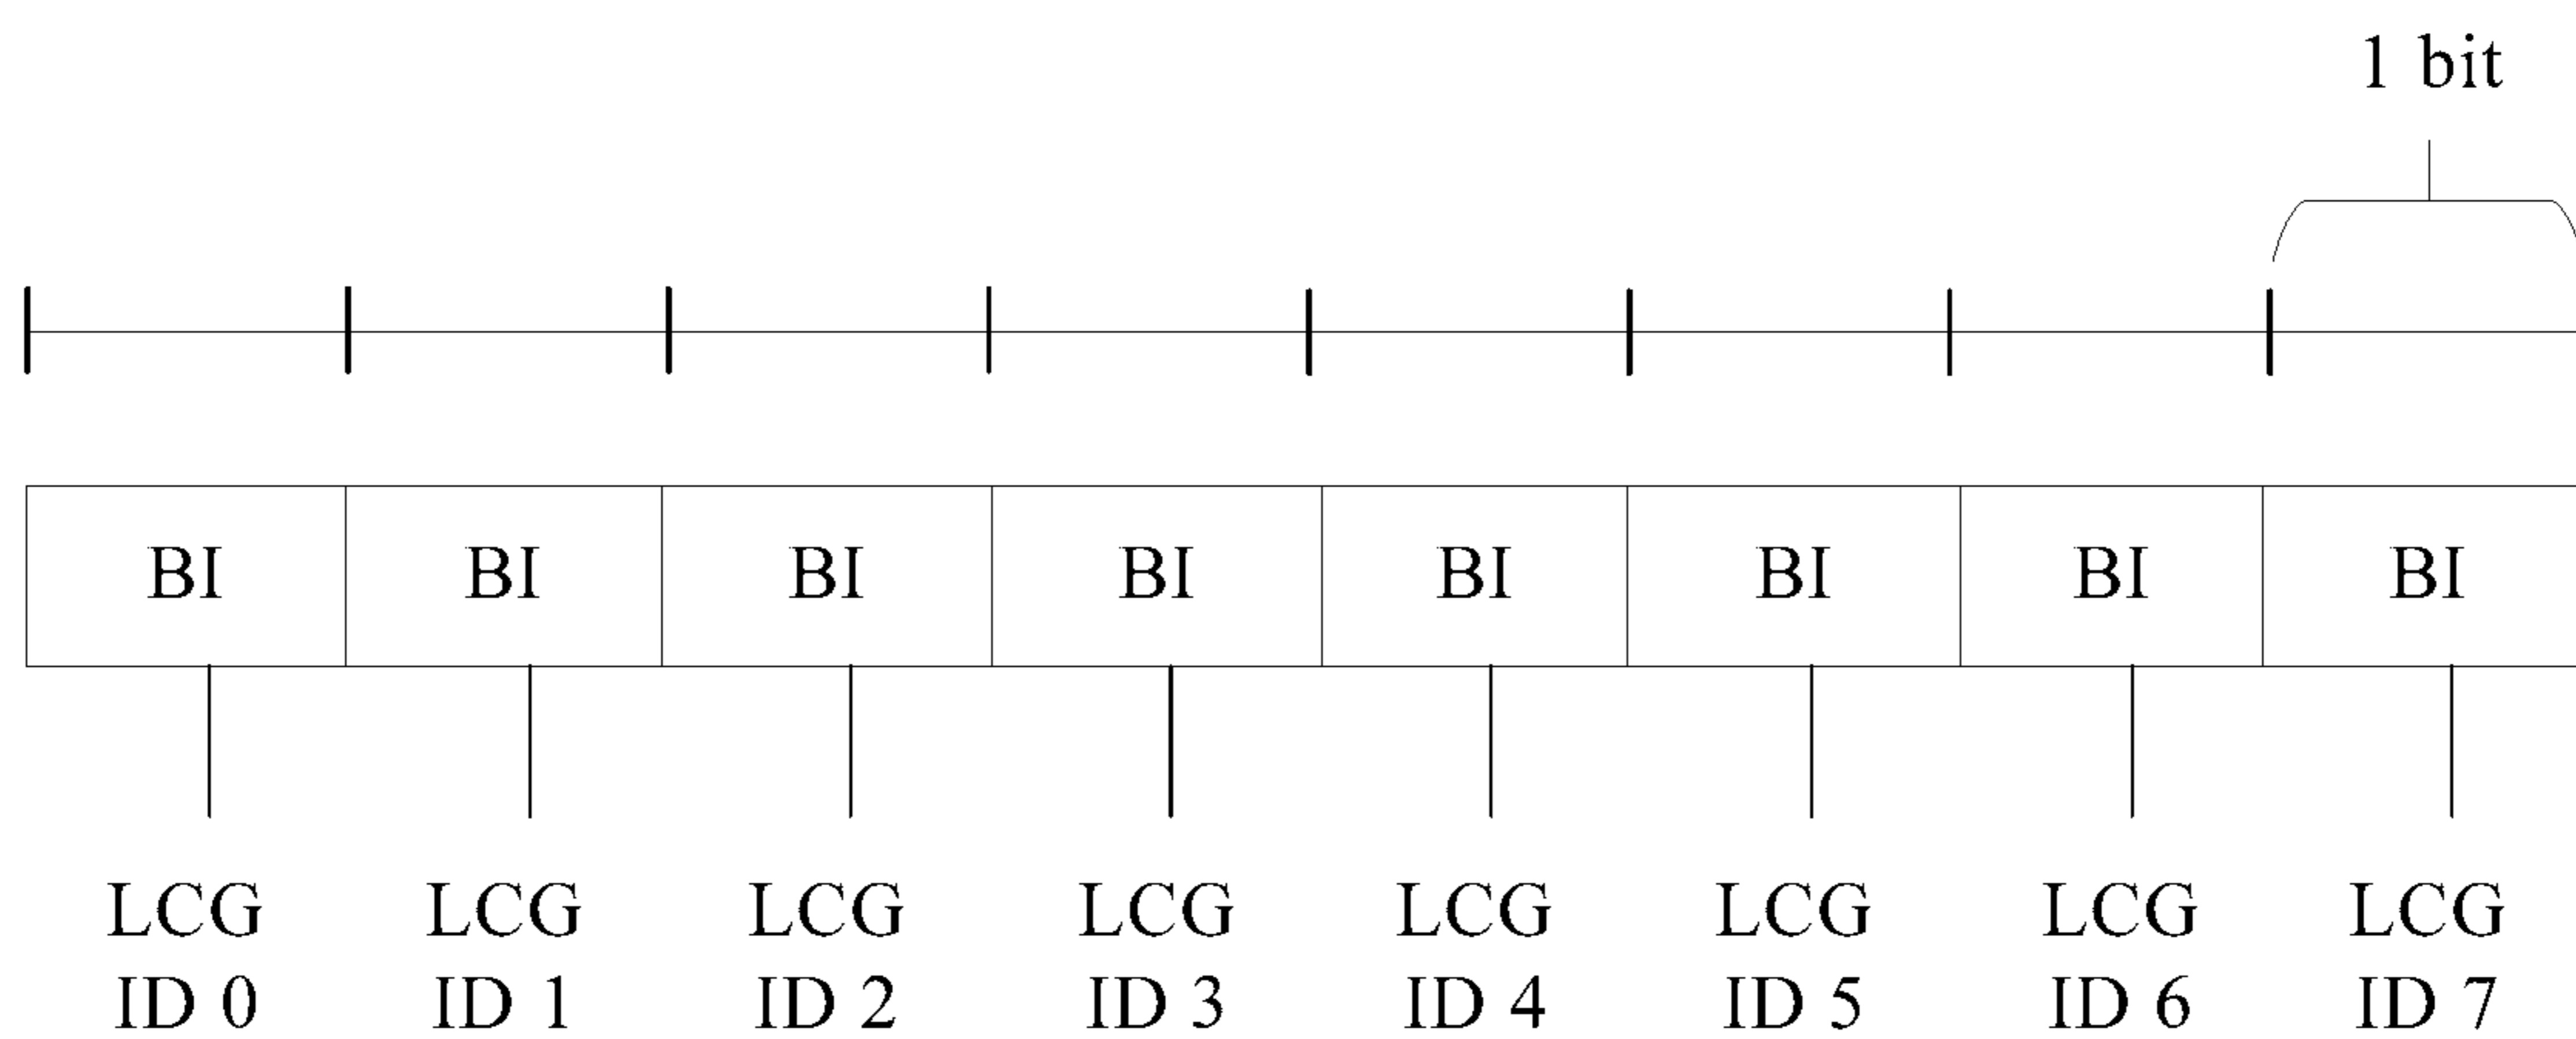 1 bit
BI BI BI BI BI BI BI BI
LCG LCG LCG LCG LCG LCG LCG LCG
ID 0 ID 1 ID 2 ID 3 ID 4 ID 5 ID 6 ID 7